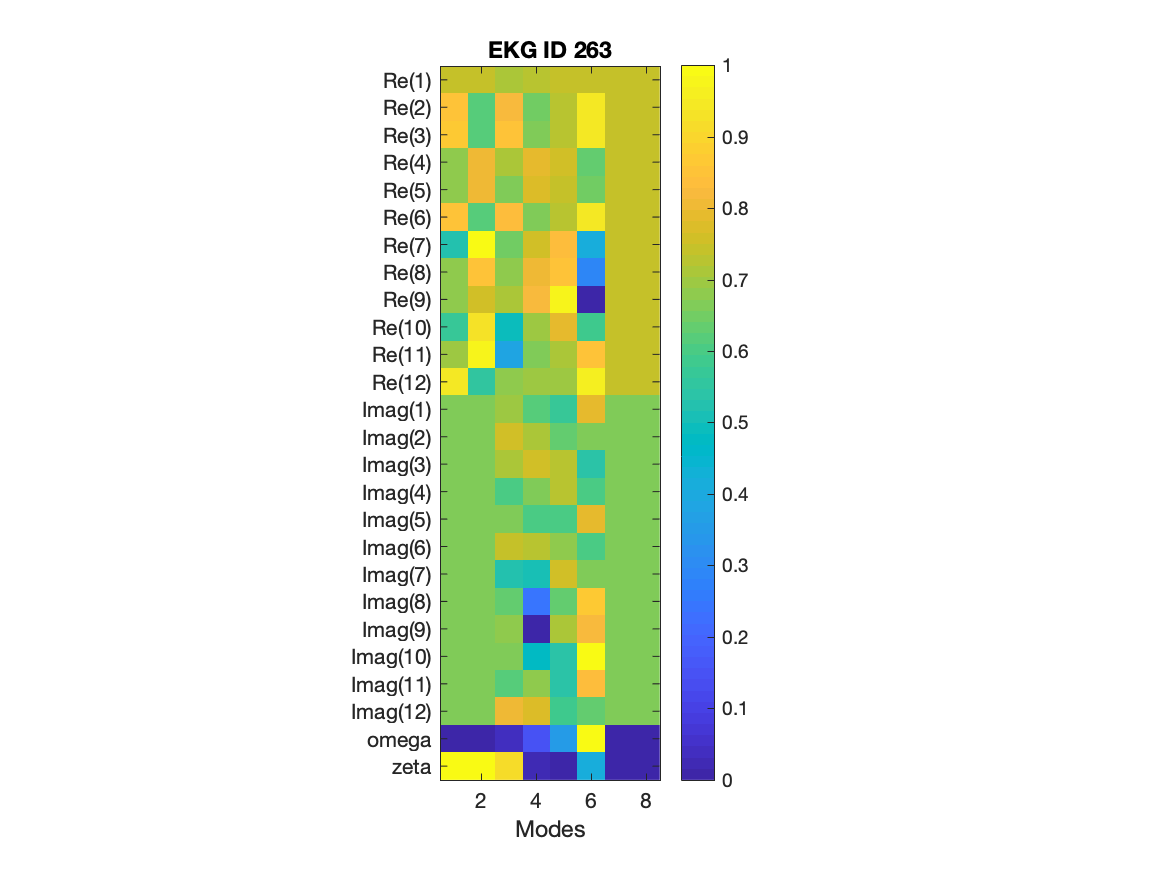 EKG ID 263
Re(1)
Re(2)
Re(3)
Re(4)
Re(5)
Re(6)
Re(7)
Re(8)
Re(9)
Re(10)
Re(11)
Re(12)
Imag(1)
Imag(2)
Imag(3)
Imag(4)
Imag(5)
Imag(6)
Imag(7)
Imag(8)
Imag(9)
Imag(10)
Imag(11)
Imag(12)
omega
zeta
2 4 6 8
Modes
1
0.9
0.8
0.7
0.6
0.5
0.4
0.3
0.2
0.1
0